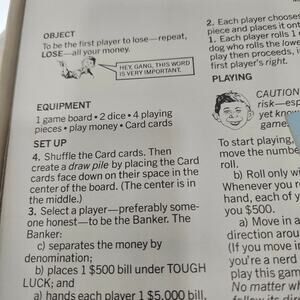 OBJECT
To be the first player to lose—repeat,
LOSE—all your money.
HEY, GANG, THIS WORD
IS VERY IMPORTANT.
EQUIPMENT
1 game board • 2 dice • 4 playing
pieces • play money • Card cards
SET UP
4. Shuffle the Card cards. Then
create a draw pile by placing the Card
cards face down on their space in the
center of the board. (The center is in
the middle.)
3. Select a player—preferably some-
one honest—to be the Banker. The
Banker:
c) separates the money by
denomination;
b) places 1 $500 bill under TOUGH
LUCK; and
a) hands each player 1 $5,000 bill,
2. Each player chooses
piece and places it ont
1. Each player rolls 1
dog who rolls the lowe
play then proceeds, i
first player's right.
PLAYING
CAUTION
risk—esp
yet know
game
To start playing,
move the numbe
roll.
b) Roll only wi
Whenever you r
hand, each of y
you $500.
a) Move in a
direction arou
(If you move i
you're a nerd
play this gam
No matter wh